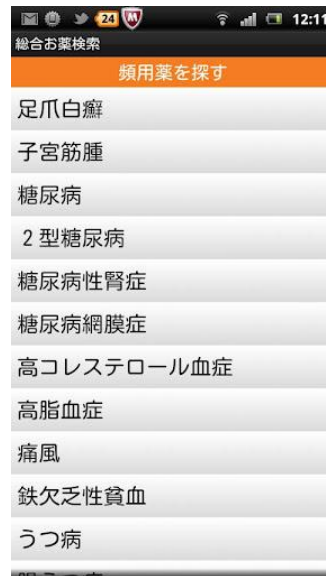 24
12:11
総合お薬検索
頻用薬を探す
足爪白癬
子宮筋腫
糖尿病
2型糖尿病
糖尿病性腎症
糖尿病網膜症
高コレステロール血症
高脂血症
痛風
鉄欠乏性貧血
うつ病